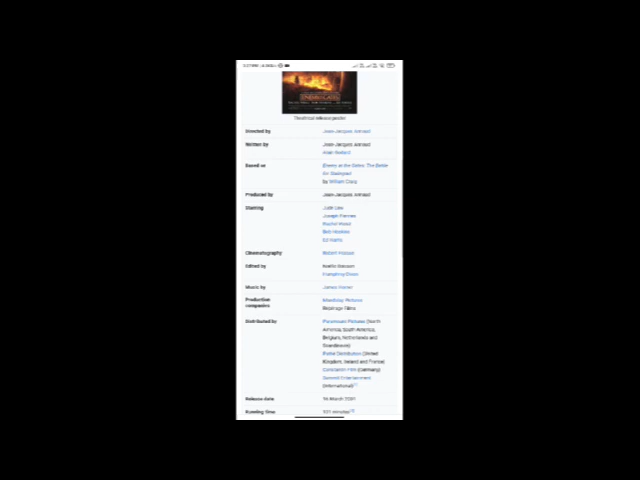 Theatrical release poster
Directed by Jean-Jacques Annaud
Written by Jean-Jacques Annaud
Alain Godard
Based on Enemy at the Gates: The Battle
for Stalingrad
by William Craig
Produced by Jean-Jacques Annaud
Starring Jude Law
Joseph Fiennes
Rachel Weisz
Bob Hoskins
Ed Harris
Cinematography Robert Fraisse
Edited by Noëlle Boisson
Humphrey Dixon
Music by James Horner
Production Mandalay Pictures
companies Repérage Films
Distributed by Paramount Pictures (North
America, South America,
Belgium, Netherlands and
Scandinavia)
Pathé Distribution (United
Kingdom, Ireland and France)
Constantin Film (Germany)
Summit Entertainment
(International)
Release date March 2001
Running time 131 minutes